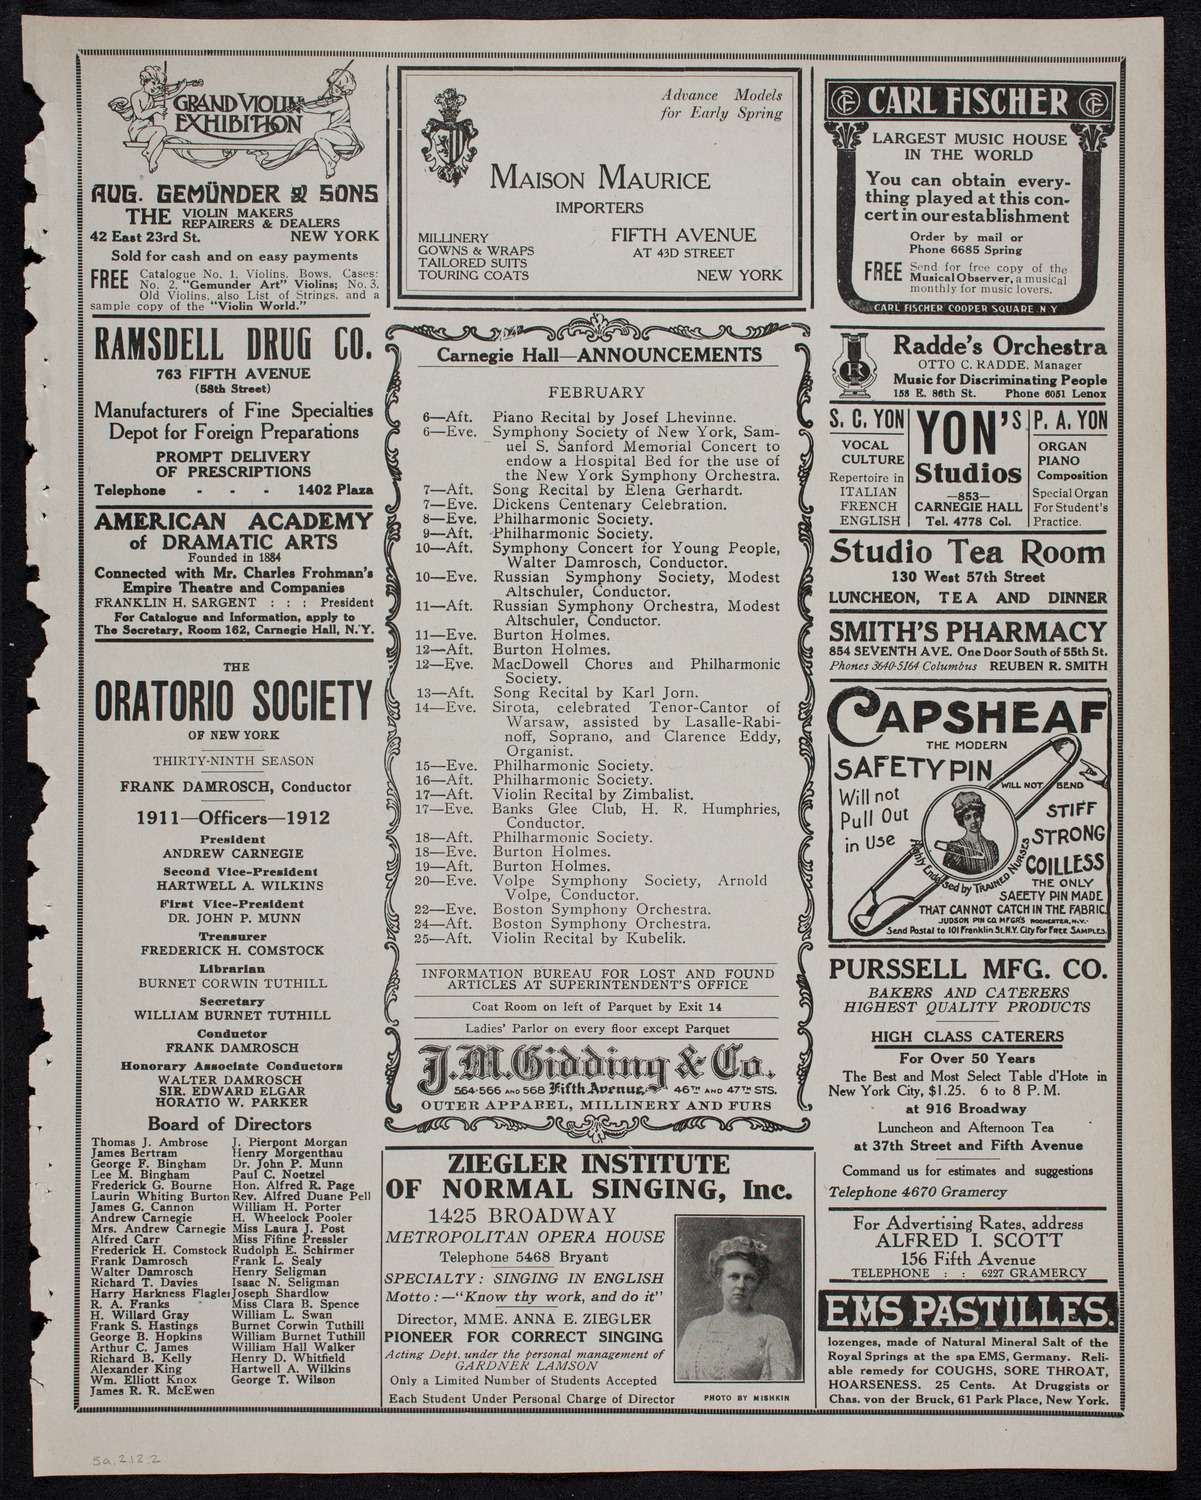 GRAND VIOLIN
EXHIBITION
AUG. GEMÜNDER & SONS
THE VIOLIN MAKERS
REPAIRERS & DEALERS
42 East 23rd St. NEW YORK
Sold for cash and on easy payments
FREE Catalogue No. 1, Violins, Bows, Cases:
No. 2, "Gemunder Art" Violins; No. 3,
Old Violins, also List of Strings, and a
sample copy of the "Violin World."
RAMSDELL DRUG CO.
763 FIFTH AVENUE
(58th Street)
Manufacturers of Fine Specialties
Depot for Foreign Preparations
PROMPT DELIVERY
OF PRESCRIPTIONS
Telephone - - - 1402 Plaza
AMERICAN ACADEMY
of DRAMATIC ARTS
Founded in 1884
Connected with Mr. Charles Frohman's
Empire Theatre and Companies
FRANKLIN H. SARGENT : : : President
For Catalogue and Information, apply to
The Secretary, Room 162, Carnegie Hall, N.Y.
THE
ORATORIO SOCIETY
OF NEW YORK
THIRTY-NINTH SEASON
FRANK DAMROSCH, Conductor
1911—Officers—1912
President
ANDREW CARNEGIE
Second Vice-President
HARTWELL A. WILKINS
First Vice-President
DR. JOHN P. MUNN
Treasurer
FREDERICK H. COMSTOCK
Librarian
BURNET CORWIN TUTHILL
Secretary
WILLIAM BURNET TUTHILL
Conductor
FRANK DAMROSCH
Honorary Associate Conductors
WALTER DAMROSCH
SIR. EDWARD ELGAR
HORATIO W. PARKER
Board of Directors
Thomas J. Ambrose J. Pierpont Morgan
James Bertram Henry Morgenthau
George F. Bingham Dr. John P. Munn
Lee M. Bingham Paul C. Noetzel
Frederick G. Bourne Hon. Alfred R. Page
Laurin Whiting Burton Rev. Alfred Duane Pell
James G. Cannon William H. Porter
Andrew Carnegie H. Wheelock Pooler
Mrs. Andrew Carnegie Miss Laura J. Post
Alfred Carr Miss Fifine Pressler
Frederick H. Comstock Rudolph E. Schirmer
Frank Damrosch Frank L. Sealy
Walter Damrosch Henry Seligman
Richard T. Davies Isaac N. Seligman
Harry Harkness Flagler Joseph Shardlow
R. A. Franks Miss Clara B. Spence
H. Willard Gray William L. Swan
Frank S. Hastings Burnet Corwin Tuthill
George B. Hopkins William Burnet Tuthill
Arthur C. James William Hall Walker
Richard B. Kelly Henry D. Whitfield
Alexander King Hartwell A. Wilkins
Wm. Elliott Knox George T. Wilson
James R. R. McEwen
5a.212.2
Advance Models
for Early Spring
MAISON MAURICE
IMPORTERS
MILLINERY
GOWNS & WRAPS
TAILORED SUITS
TOURING COATS
FIFTH AVENUE
AT 43D STREET
NEW YORK
Carnegie Hall—ANNOUNCEMENTS
FEBRUARY
6—Aft. Piano Recital by Josef Lhevinne.
6—Eve. Symphony Society of New York, Sam-
uel S. Sanford Memorial Concert to
endow a Hospital Bed for the use of
the New York Symphony Orchestra.
7—Aft. Song Recital by Elena Gerhardt.
7—Eve. Dickens Centenary Celebration.
8—Eve. Philharmonic Society.
9—Aft. Philharmonic Society.
10—Aft. Symphony Concert for Young People,
Walter Damrosch, Conductor.
10—Eve. Russian Symphony Society, Modest
Altschuler, Conductor.
11—Aft. Russian Symphony Orchestra, Modest
Altschuler, Conductor.
11—Eve. Burton Holmes.
12—Aft. Burton Holmes.
12—Eve. MacDowell Chorus and Philharmonic
Society.
13—Aft. Song Recital by Karl Jorn.
14—Eve. Sirota, celebrated Tenor-Cantor of
Warsaw, assisted by Lasalle-Rabi-
noff, Soprano, and Clarence Eddy,
Organist.
15—Eve. Philharmonic Society.
16—Aft. Philharmonic Society.
17—Aft. Violin Recital by Zimbalist.
17—Eve. Banks Glee Club, H. R. Humphries,
Conductor.
18—Aft. Philharmonic Society.
18—Eve. Burton Holmes.
19—Aft. Burton Holmes.
20—Eve. Volpe Symphony Society, Arnold
Volpe, Conductor.
22—Eve. Boston Symphony Orchestra.
24—Aft. Boston Symphony Orchestra.
25—Aft. Violin Recital by Kubelik.
INFORMATION BUREAU FOR LOST AND FOUND
ARTICLES AT SUPERINTENDENT'S OFFICE
Coat Room on left of Parquet by Exit 14
Ladies' Parlor on every floor except Parquet
J.M. Gidding & Co.
564-566 AND 568 Fifth Avenue 46TH AND 47TH STS.
OUTER APPAREL, MILLINERY AND FURS
ZIEGLER INSTITUTE
OF NORMAL SINGING, Inc.
1425 BROADWAY
METROPOLITAN OPERA HOUSE
Telephone 5468 Bryant
SPECIALTY: SINGING IN ENGLISH
Motto:—"Know thy work, and do it"
Director, MME. ANNA E. ZIEGLER
PIONEER FOR CORRECT SINGING
Acting Dept. under the personal management of
GARDNER LAMSON
Only a Limited Number of Students Accepted
Each Student Under Personal Charge of Director
PHOTO BY MISHKIN
CF CARL FISCHER CF
LARGEST MUSIC HOUSE
IN THE WORLD
You can obtain every-
thing played at this con-
cert in our establishment
Order by mail or
Phone 6685 Spring
FREE Send for free copy of the
Musical Observer, a musical
monthly for music lovers.
CARL FISCHER COOPER SQUARE. N Y
R
Radde's Orchestra
OTTO C. RADDE, Manager
Music for Discriminating People
158 E. 86th St. Phone 6051 Lenox
S. C. YON
VOCAL
CULTURE
Repertoire in
ITALIAN
FRENCH
ENGLISH
YON'S
Studios
—853—
CARNEGIE HALL
Tel. 4778 Col.
P. A. YON
ORGAN
PIANO
Composition
Special Organ
For Student's
Practice.
Studio Tea Room
130 West 57th Street
LUNCHEON, TEA AND DINNER
SMITH'S PHARMACY
854 SEVENTH AVE. One Door South of 55th St.
Phones 3640-5164 Columbus REUBEN R. SMITH
CAPSHEAF
THE MODERN
SAFETY PIN
WILL NOT BEND
Will not
Pull Out
in Use
STIFF
STRONG
COILLESS
Highly Endorsed by TRAINED NURSES
THE ONLY
SAFETY PIN MADE
THAT CANNOT CATCH IN THE FABRIC.
JUDSON PIN CO. MFGRS ROCHESTER, N.Y.
Send Postal to 101 Franklin St. N.Y. City for FREE SAMPLES.
PURSSELL MFG. CO.
BAKERS AND CATERERS
HIGHEST QUALITY PRODUCTS
HIGH CLASS CATERERS
For Over 50 Years
The Best and Most Select Table d'Hote in
New York City, $1.25. 6 to 8 P. M.
at 916 Broadway
Luncheon and Afternoon Tea
at 37th Street and Fifth Avenue
Command us for estimates and suggestions
Telephone 4670 Gramercy
For Advertising Rates, address
ALFRED I. SCOTT
156 Fifth Avenue
TELEPHONE : : 6227 GRAMERCY
EMS PASTILLES.
lozenges, made of Natural Mineral Salt of the
Royal Springs at the spa EMS, Germany. Reli-
able remedy for COUGHS, SORE THROAT,
HOARSENESS. 25 Cents. At Druggists or
Chas. von der Bruck, 61 Park Place, New York.